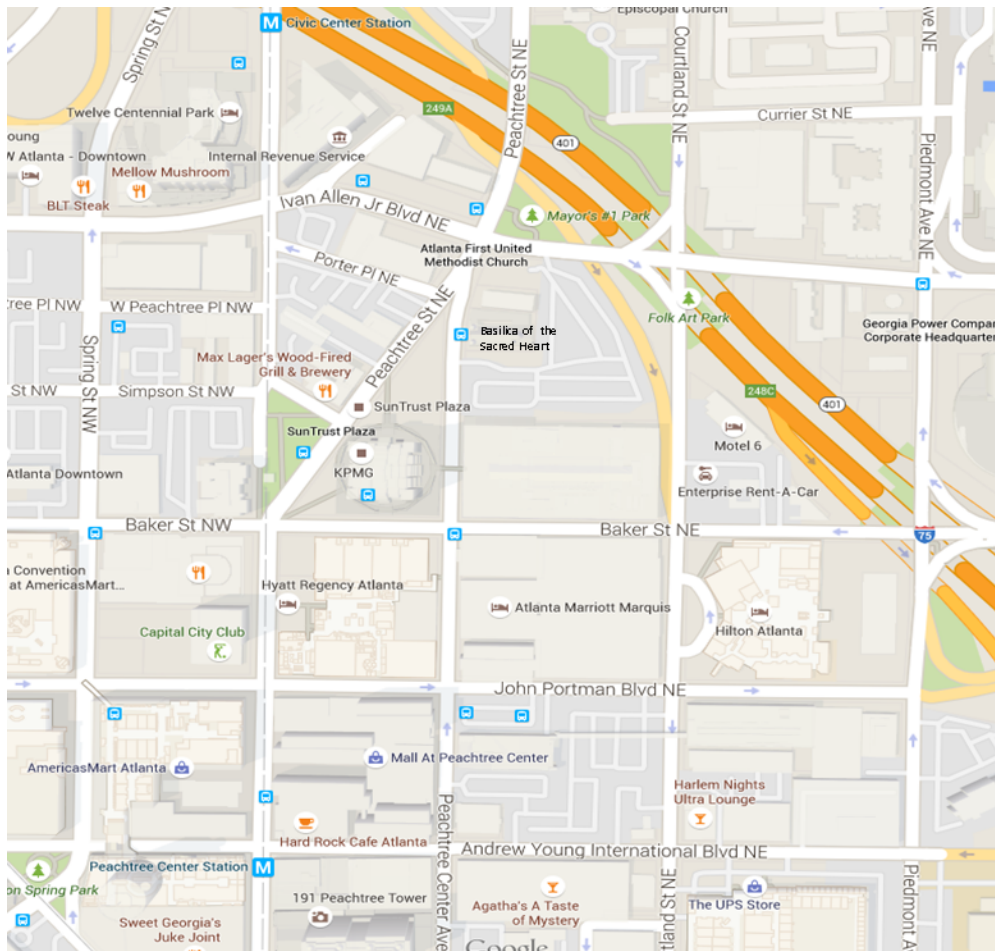 Episcopal Church
Civic Center Station
Spring St N
Peachtree St NE
Courtland St NE
Ave NE
249A
Twelve Centennial Park
Currier St NE
oung
401
W Atlanta - Downtown
Internal Revenue Service
Mellow Mushroom
BLT Steak
Ivan Allen Jr Blvd NE
Mayor's #1 Park
Piedmont Ave NE
Atlanta First United
Methodist Church
Porter Pl NE
tree Pl NW
W Peachtree Pl NW
Folk Art Park
Peachtree St NE
Basilica of the
Sacred Heart
Georgia Power Compan
Corporate Headquarter
Spring St NW
Max Lager's Wood-Fired
Grill & Brewery
St NW
Simpson St NW
248C
401
SunTrust Plaza
SunTrust Plaza
Motel 6
KPMG
Atlanta Downtown
Enterprise Rent-A-Car
Baker St NW
Baker St NE
75
Convention
at AmericasMart...
Hyatt Regency Atlanta
Atlanta Marriott Marquis
Hilton Atlanta
Capital City Club
John Portman Blvd NE
AmericasMart Atlanta
Mall At Peachtree Center
Harlem Nights
Ultra Lounge
Peachtree Center Ave
Hard Rock Cafe Atlanta
Andrew Young International Blvd NE
Peachtree Center Station
on Spring Park
191 Peachtree Tower
Agatha's A Taste
of Mystery
The UPS Store
tland St NE
Piedmont A
Sweet Georgia's
Juke Joint
Google